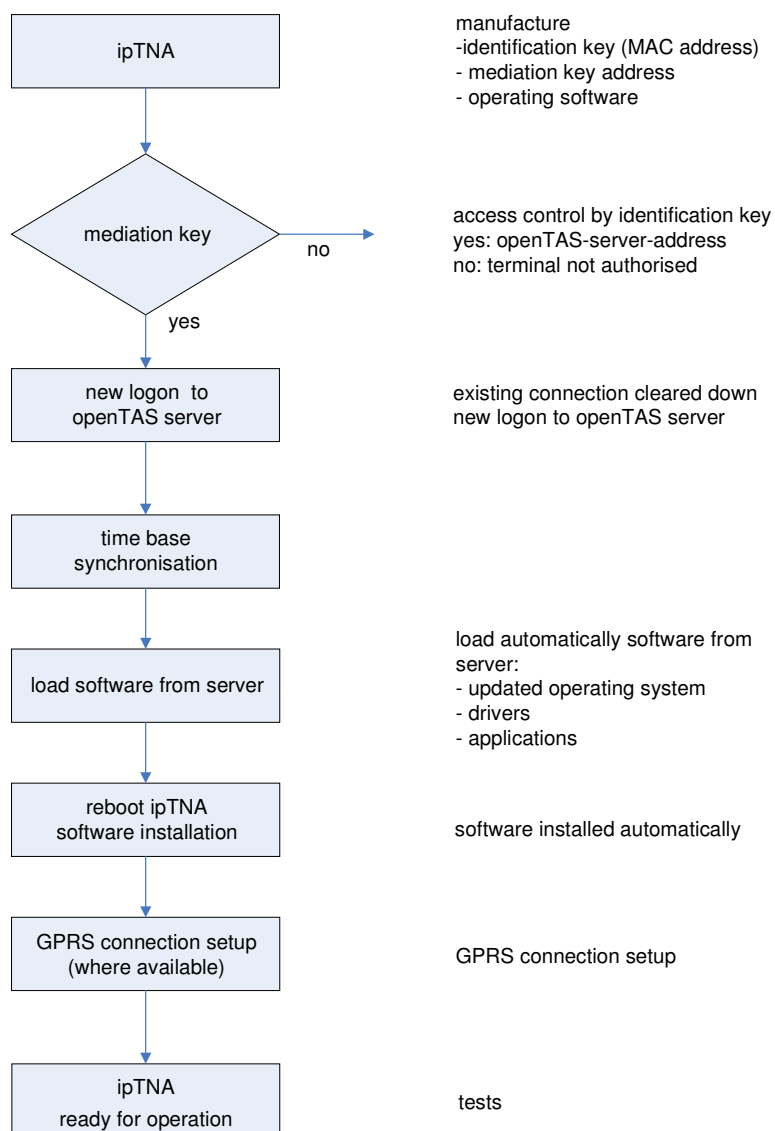 ipTNA
manufacture
-identification key (MAC address)
- mediation key address
- operating software
mediation key
no
yes
access control by identification key
yes: openTAS-server-address
no: terminal not authorised
new logon to
openTAS server
existing connection cleared down
new logon to openTAS server
time base
synchronisation
load software from server
load automatically software from
server:
- updated operating system
- drivers
- applications
reboot ipTNA
software installation
software installed automatically
GPRS connection setup
(where available)
GPRS connection setup
ipTNA
ready for operation
tests